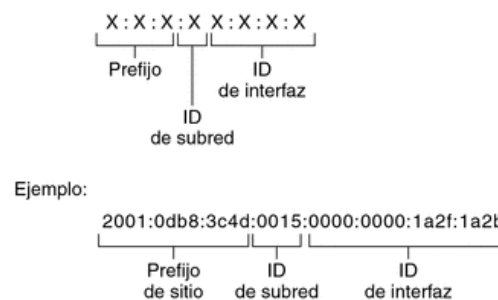 X : X : X : X X : X : X : X
Prefijo
ID
de interfaz
ID
de subred
Ejemplo:
2001:0db8:3c4d:0015:0000:0000:1a2f:1a2b
Prefijo
de sitio
ID
de subred
ID
de interfaz